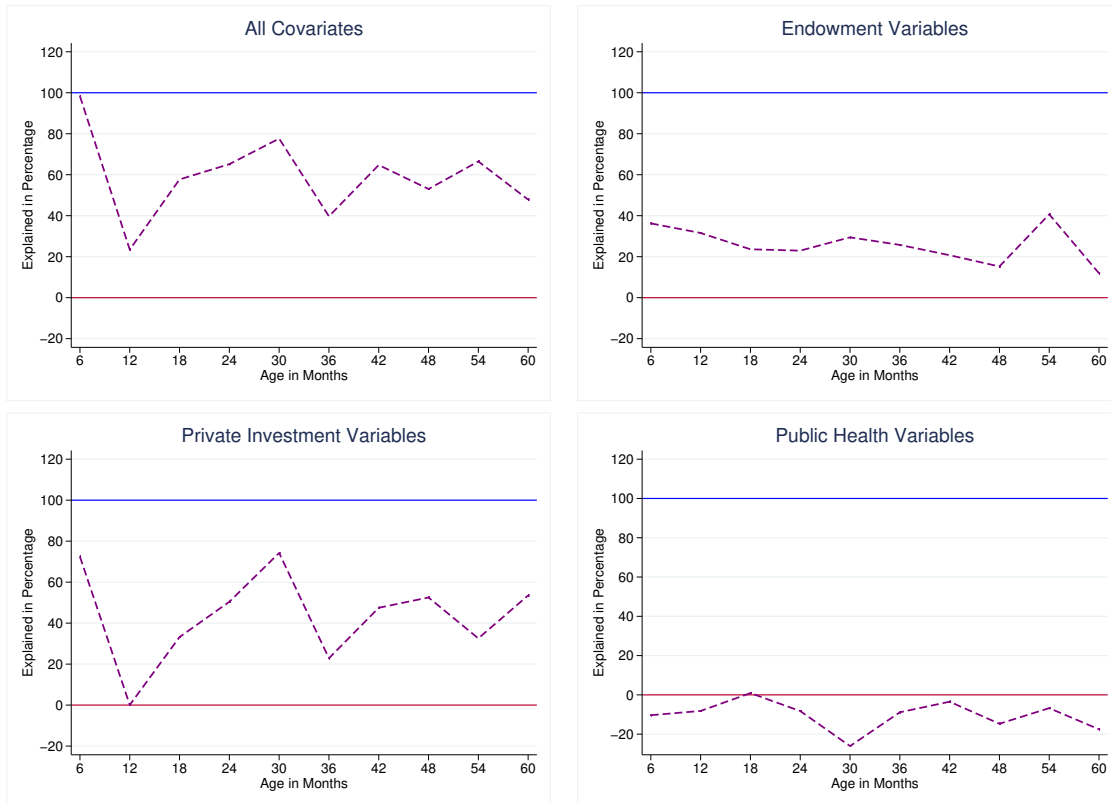 All Covariates
Explained in Percentage
120
100
80
60
40
20
0
−20
6 12 18 24 30 36 42 48 54 60
Age in Months
Endowment Variables
Explained in Percentage
120
100
80
60
40
20
0
−20
6 12 18 24 30 36 42 48 54 60
Age in Months
Private Investment Variables
Explained in Percentage
120
100
80
60
40
20
0
−20
6 12 18 24 30 36 42 48 54 60
Age in Months
Public Health Variables
Explained in Percentage
120
100
80
60
40
20
0
−20
6 12 18 24 30 36 42 48 54 60
Age in Months